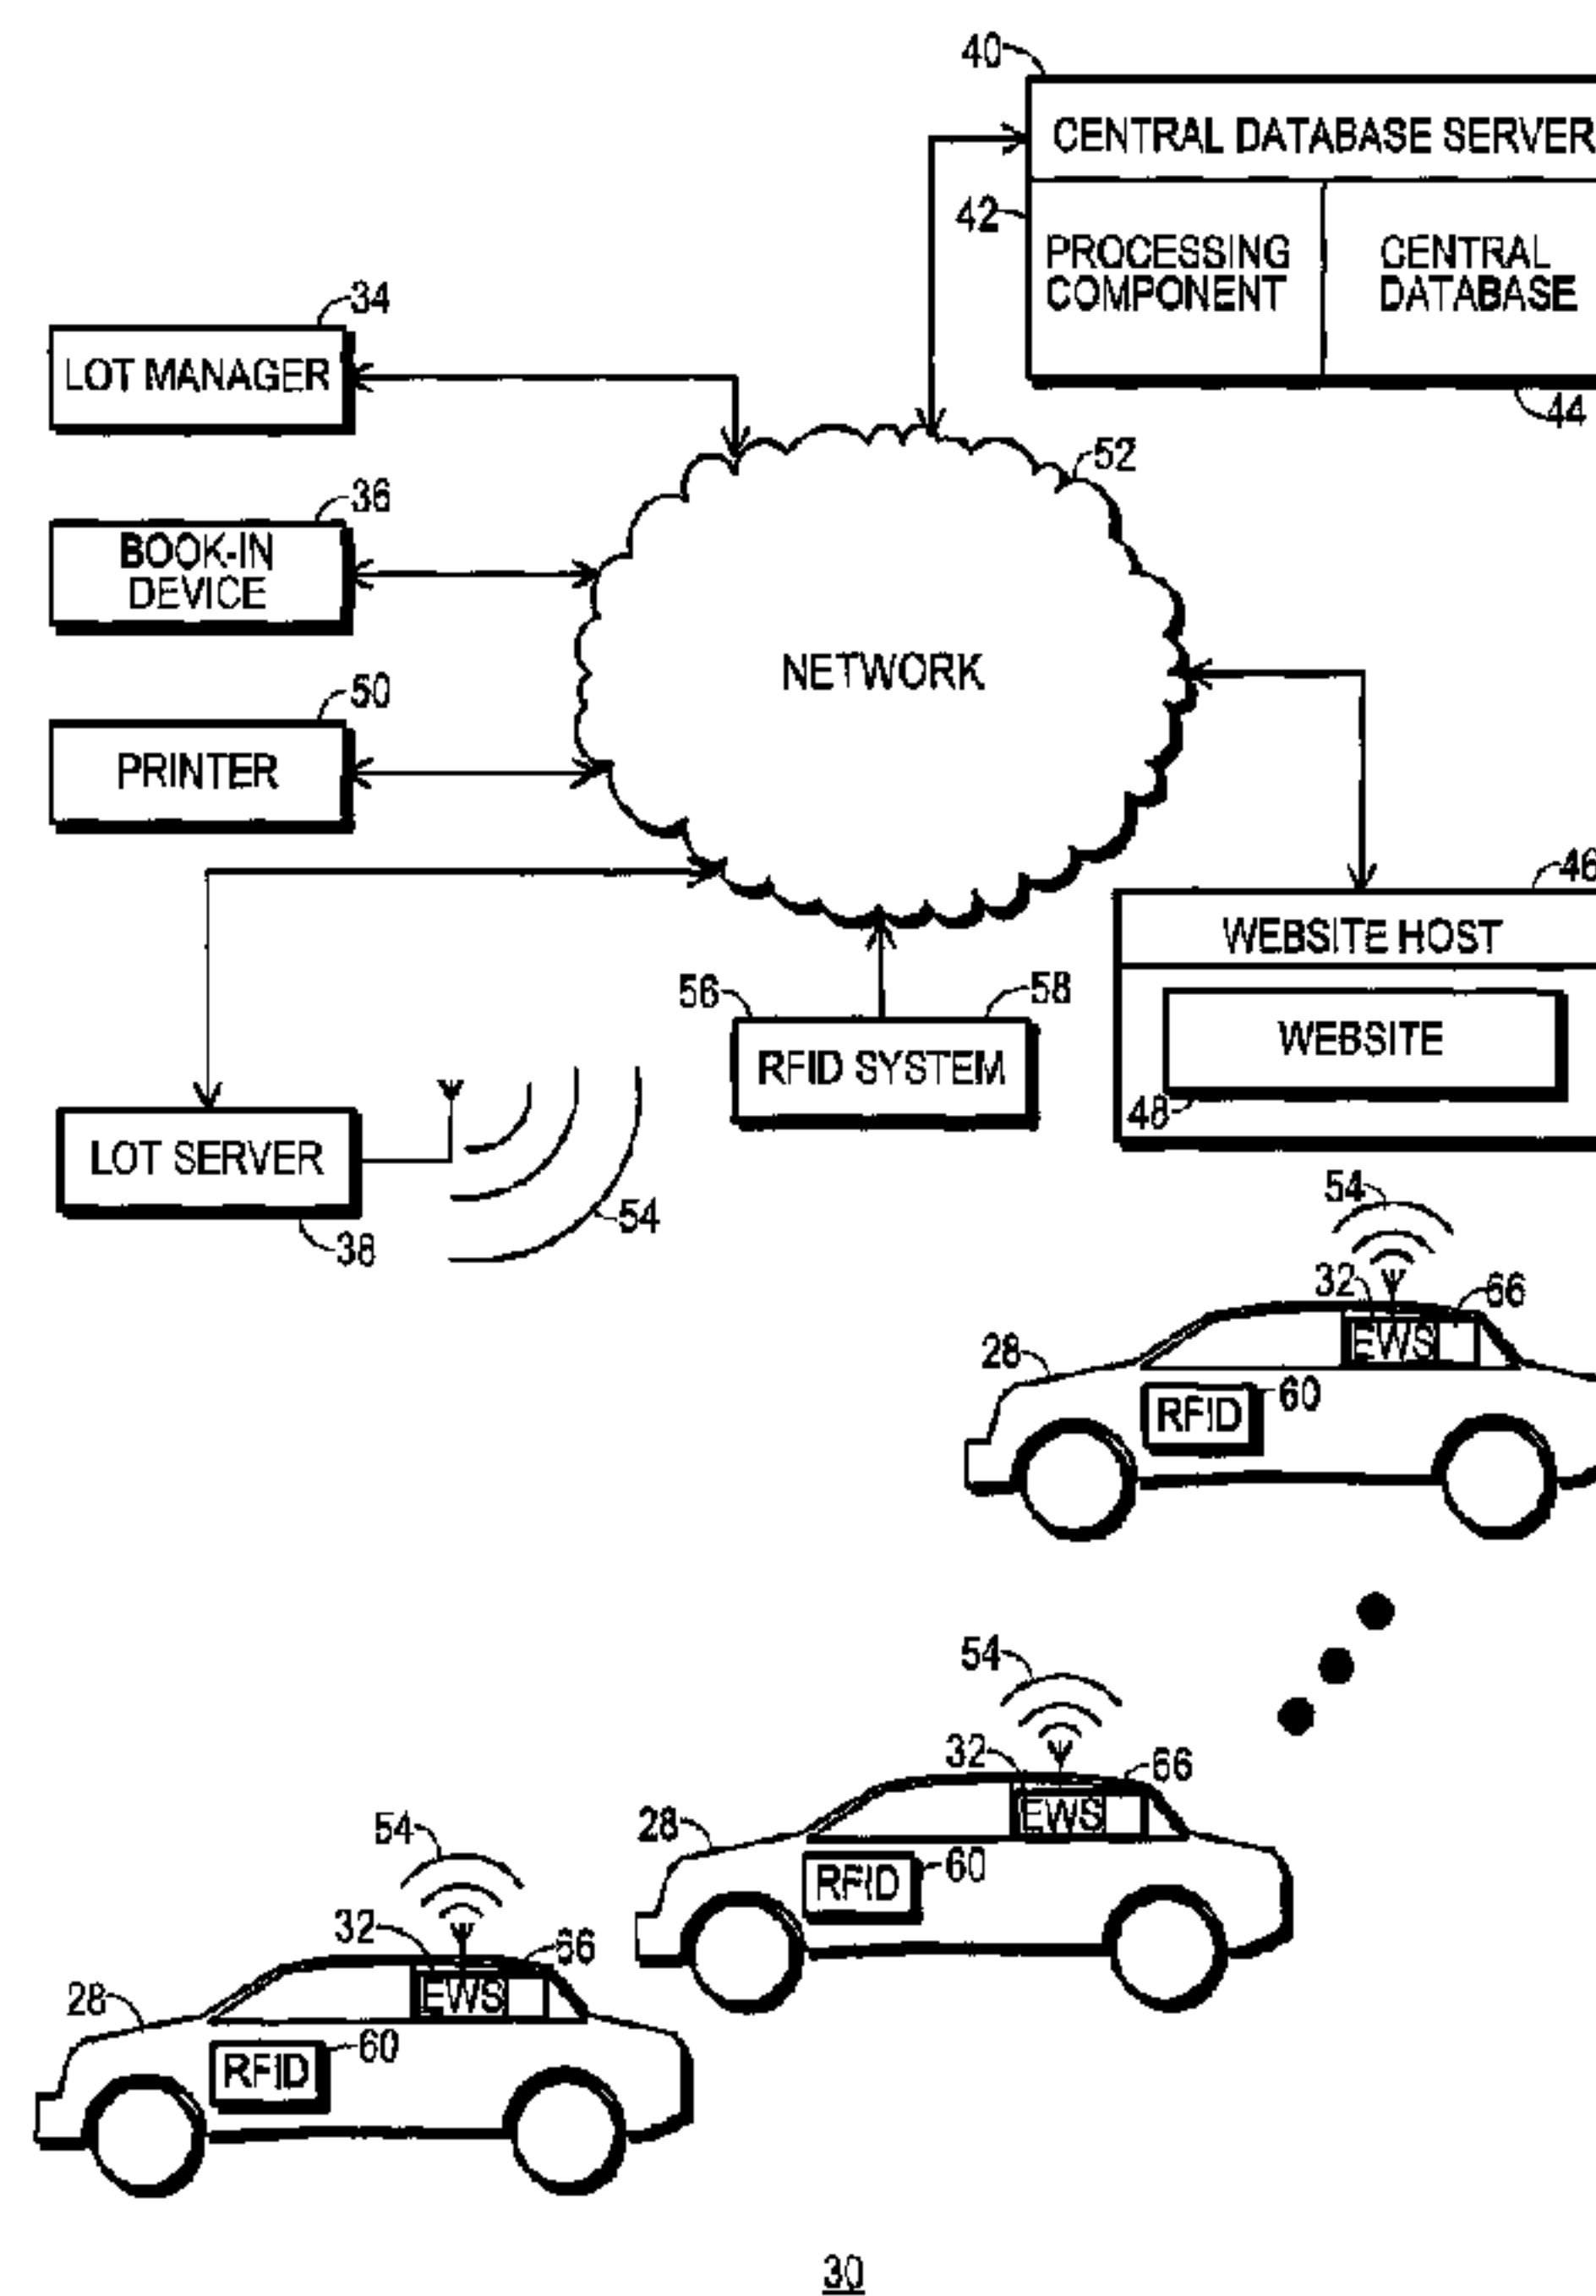 40
CENTRAL DATABASE SERVER
42
PROCESSING
COMPONENT
CENTRAL
DATABASE
44
34
LOT MANAGER
52
36
BOOK-IN
DEVICE
NETWORK
50
PRINTER
46
WEBSITE HOST
WEBSITE
48
56
58
RFID SYSTEM
LOT SERVER
38
54
54
32
66
EWS
28
RFID
60
54
32
66
EWS
28
RFID
60
54
32
66
EWS
28
RFID
60
30